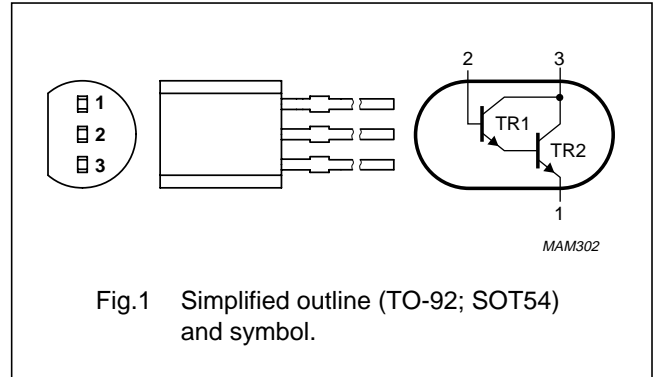 2 3
1
2
3
TR1
TR2
1
MAM302
Fig.1 Simplified outline (TO-92; SOT54)
and symbol.